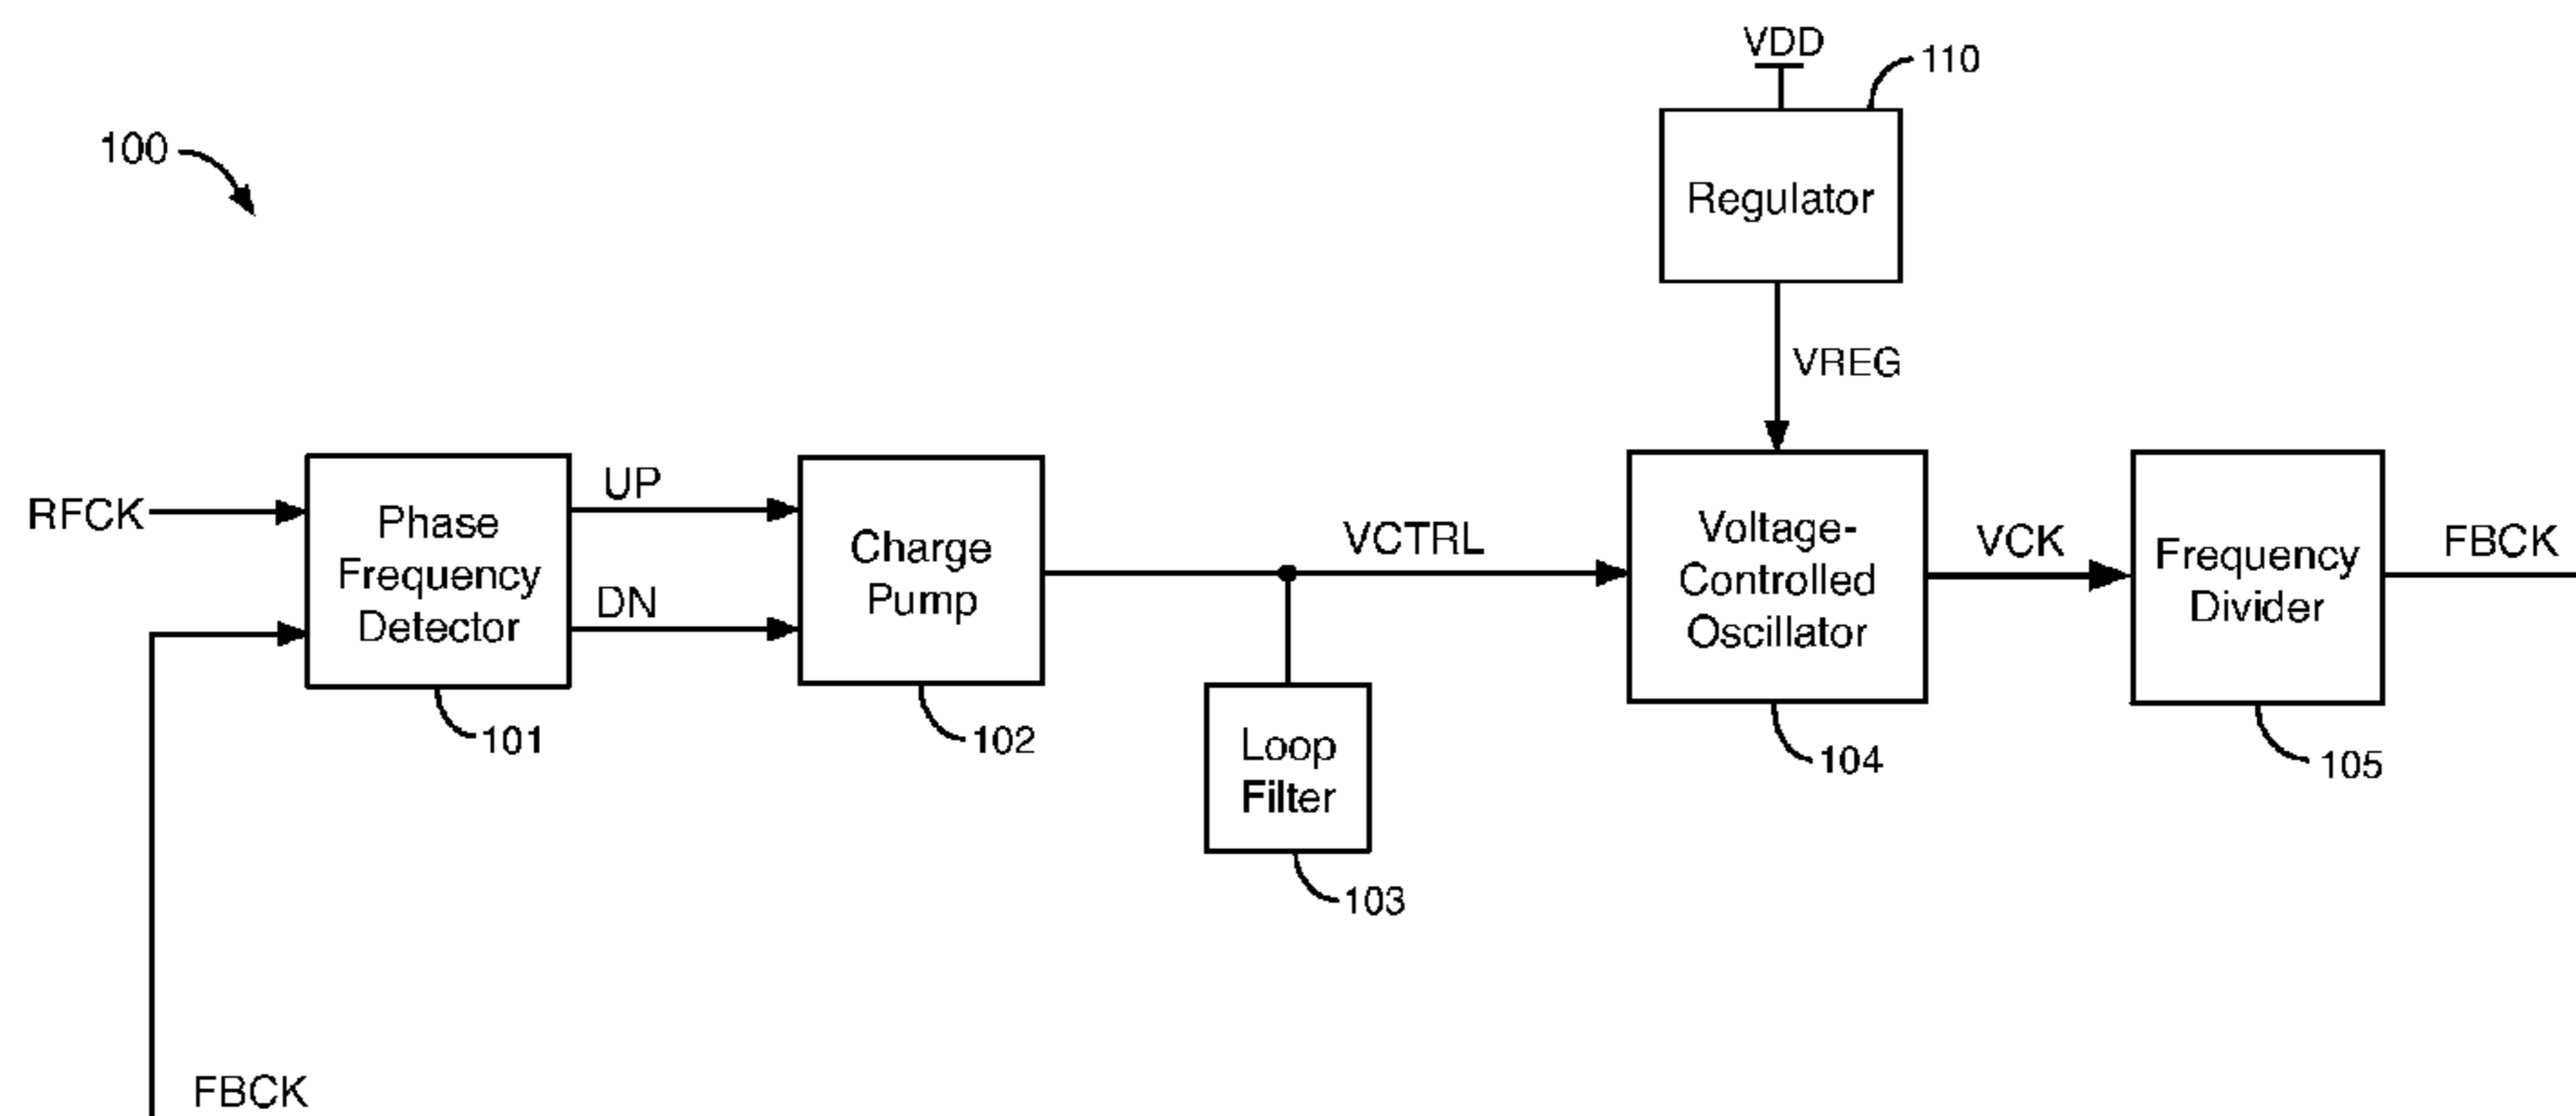 VDD
110
100
Regulator
VREG
RFCK
Phase
Frequency
Detector
101
UP
DN
Charge
Pump
102
VCTRL
Loop
Filter
103
Voltage-
Controlled
Oscillator
104
VCK
Frequency
Divider
105
FBCK
FBCK